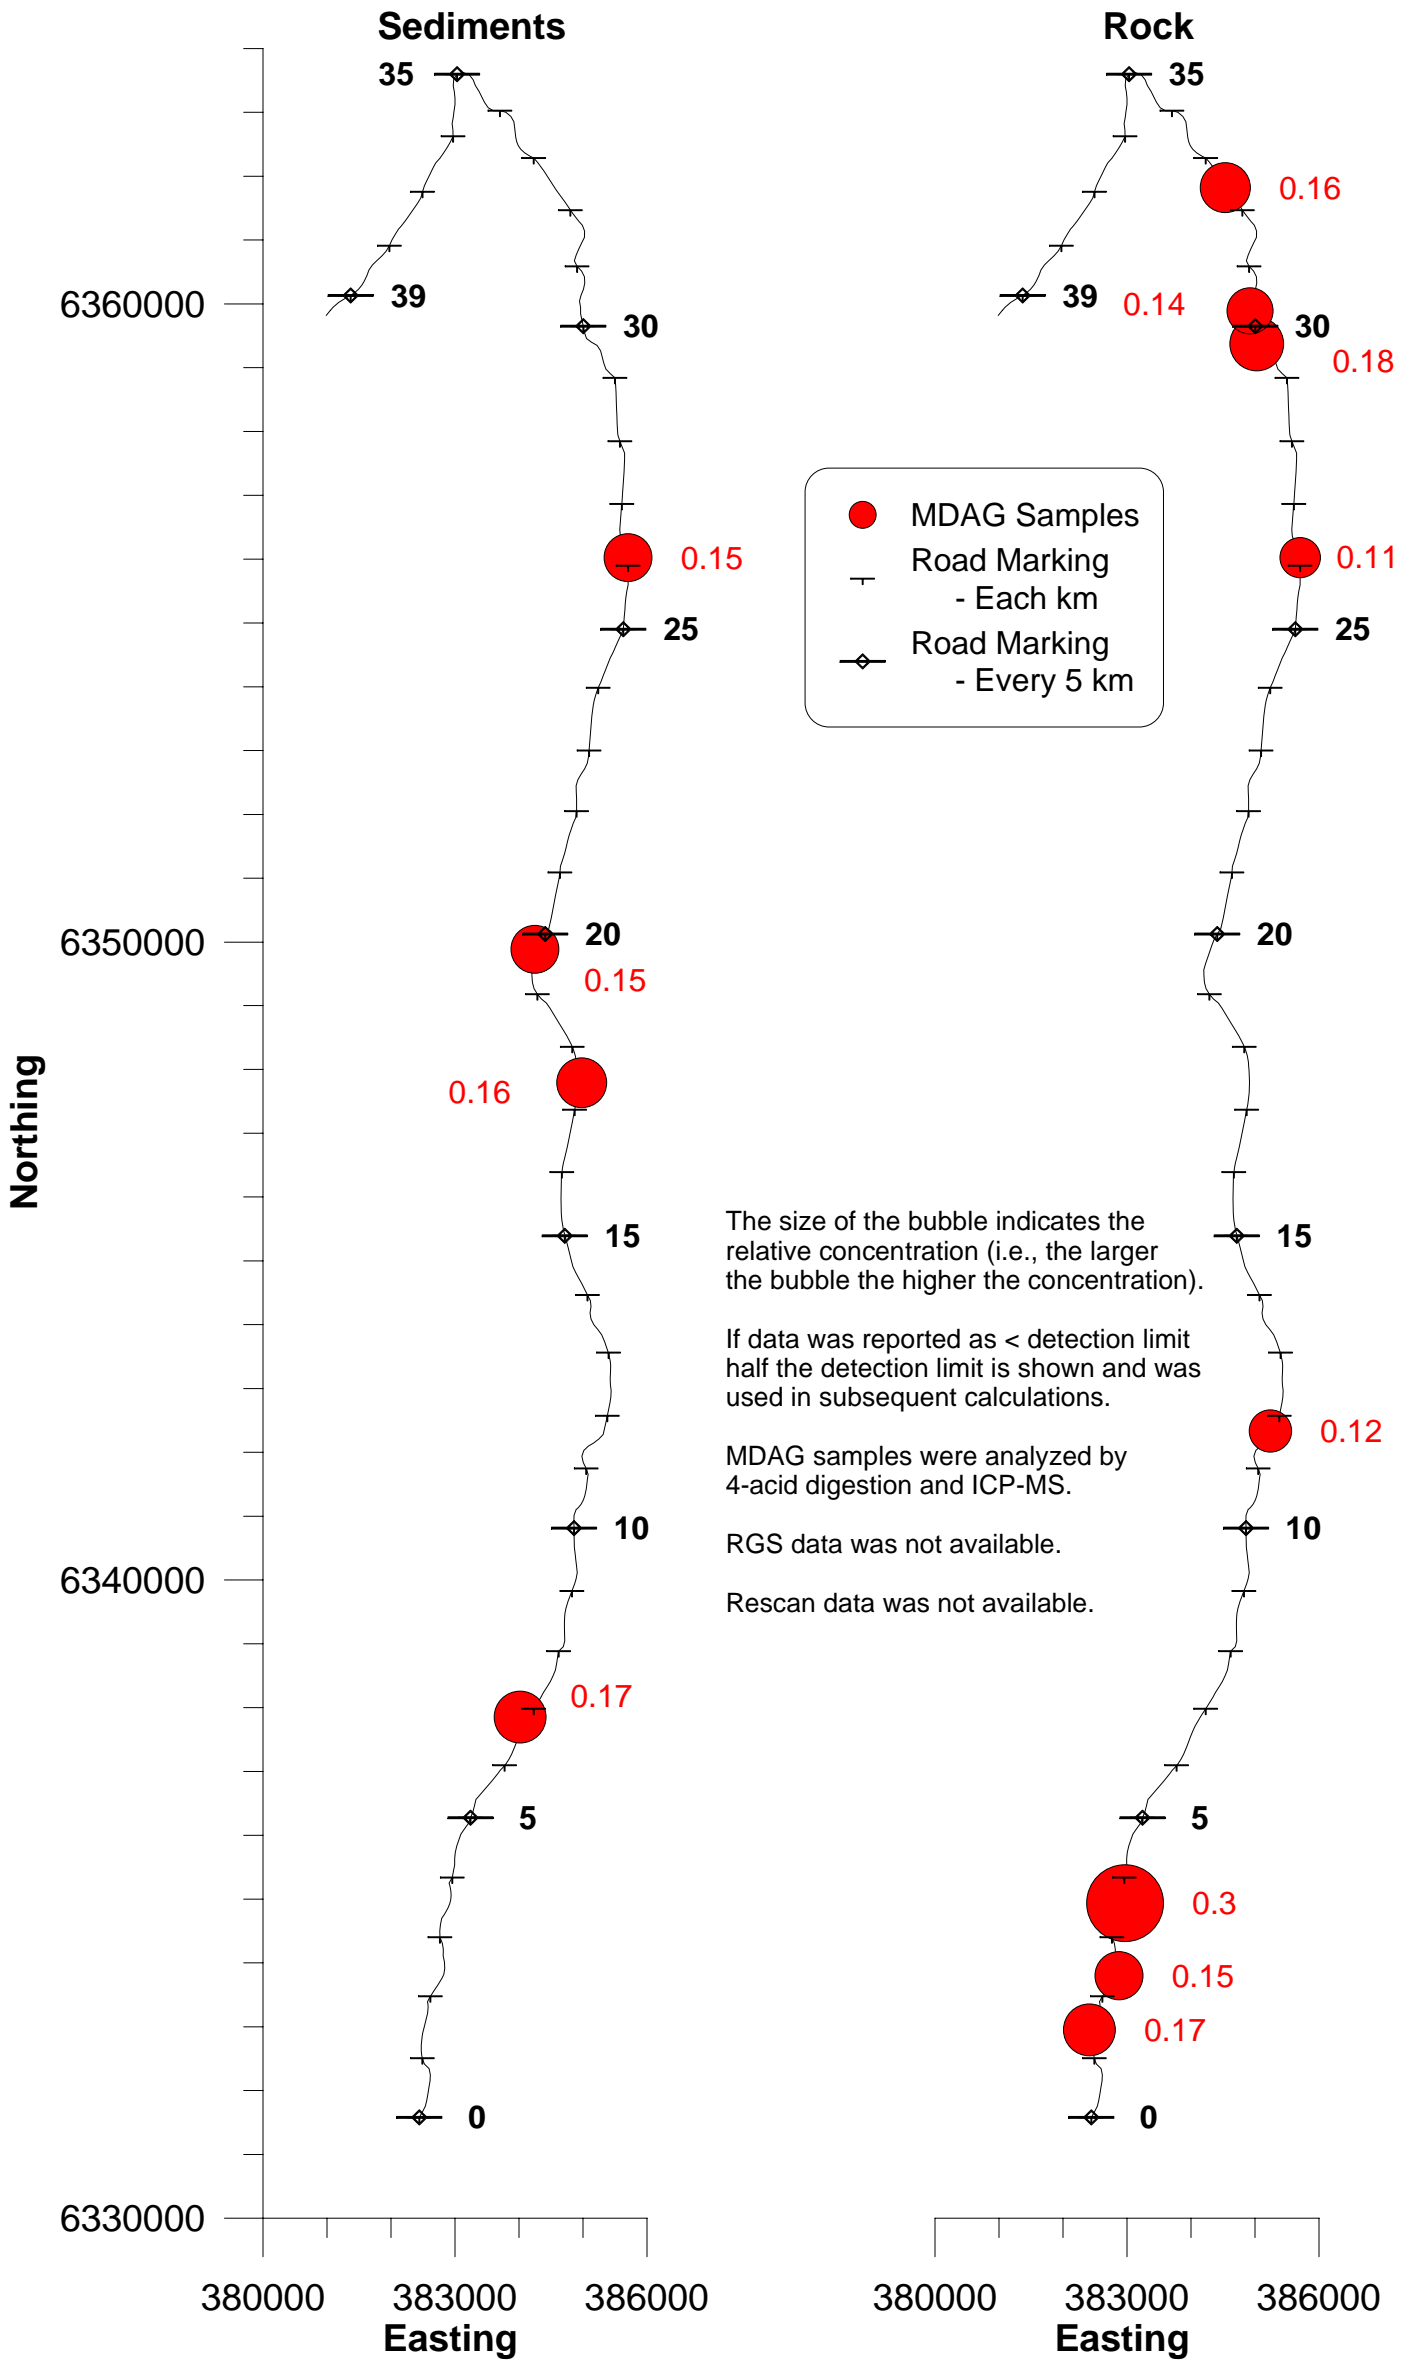 Sediments
Rock
35
35
0.16
6360000
39
30
39
0.14
30
0.18
MDAG Samples
Road Marking
- Each km
Road Marking
- Every 5 km
0.15
0.11
25
25
6350000
20
20
0.15
0.16
Northing
15
15
The size of the bubble indicates the
relative concentration (i.e., the larger
the bubble the higher the concentration).
If data was reported as < detection limit
half the detection limit is shown and was
used in subsequent calculations.
MDAG samples were analyzed by
4-acid digestion and ICP-MS.
RGS data was not available.
Rescan data was not available.
0.12
10
10
6340000
0.17
5
5
0.3
0.15
0.17
0
0
6330000
380000 383000 386000
380000 383000 386000
Easting
Easting